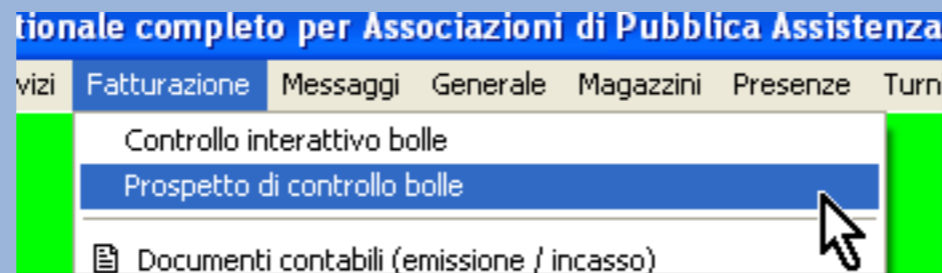 tionale completo per Associazioni di Pubblica Assistenza
vizi Fatturazione Messaggi Generale Magazzini Presenze Turn
Controllo interattivo bolle
Prospetto di controllo bolle
Documenti contabili (emissione / incasso)